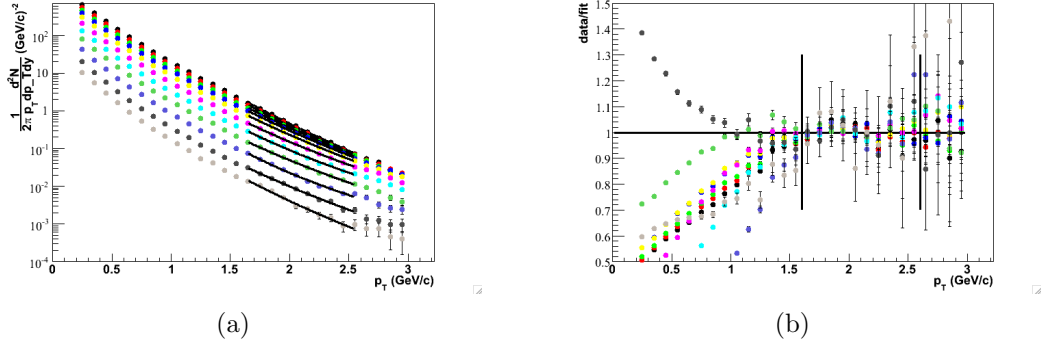 1/2π d²N/p_T dp_Tdy (GeV/c)⁻²
10²
10
1
10⁻¹
10⁻²
10⁻³
10⁻⁴
0 0.5 1 1.5 2 2.5 3
p_T (GeV/c)
(a)
data/fit
1.5
1.4
1.3
1.2
1.1
1
0.9
0.8
0.7
0.6
0.5
0 0.5 1 1.5 2 2.5 3
p_T (GeV/c)
(b)